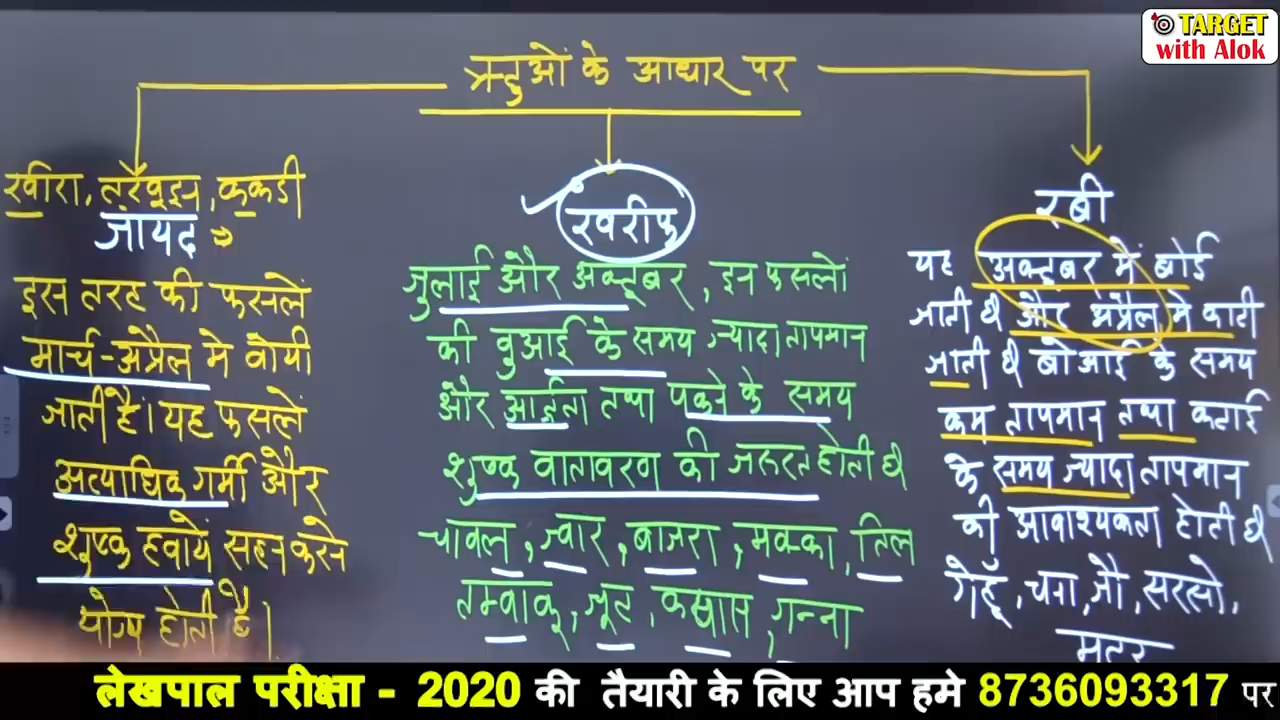 TARGET
with Alok
ऋतुओं के आधार पर
खीरा, तरबूज, ककडी
जायद
इस तरह की फसलें
मार्च-अप्रैल मे बोयी
जाती है। यह फसलें
अत्याधिक गर्मी और
शुष्क हवायें सहन करने
योग्य होती है।
खरीफ
जुलाई और अक्टूबर, इन फसलों
की वुआई के समय ज्यादा तापमान
और आर्द्रता तथा पकने के समय
शुष्क वातावरण की जरुरत होती है
चावल, ज्वार, बाजरा, मक्का, तिल
तम्वाकू, जूट, कपास, गन्ना
रबी
यह अक्टूबर में बोई
जाती है और अप्रैल मे काटी
जाती है बोआई के समय
कम तापमान तथा कटाई
के समय ज्यादा तापमान
की आवाश्यकता होती है
गेहूँ, चना, जौ, सरसो,
मटर
लेखपाल परीक्षा - 2020 की तैयारी के लिए आप हमे 8736093317 पर